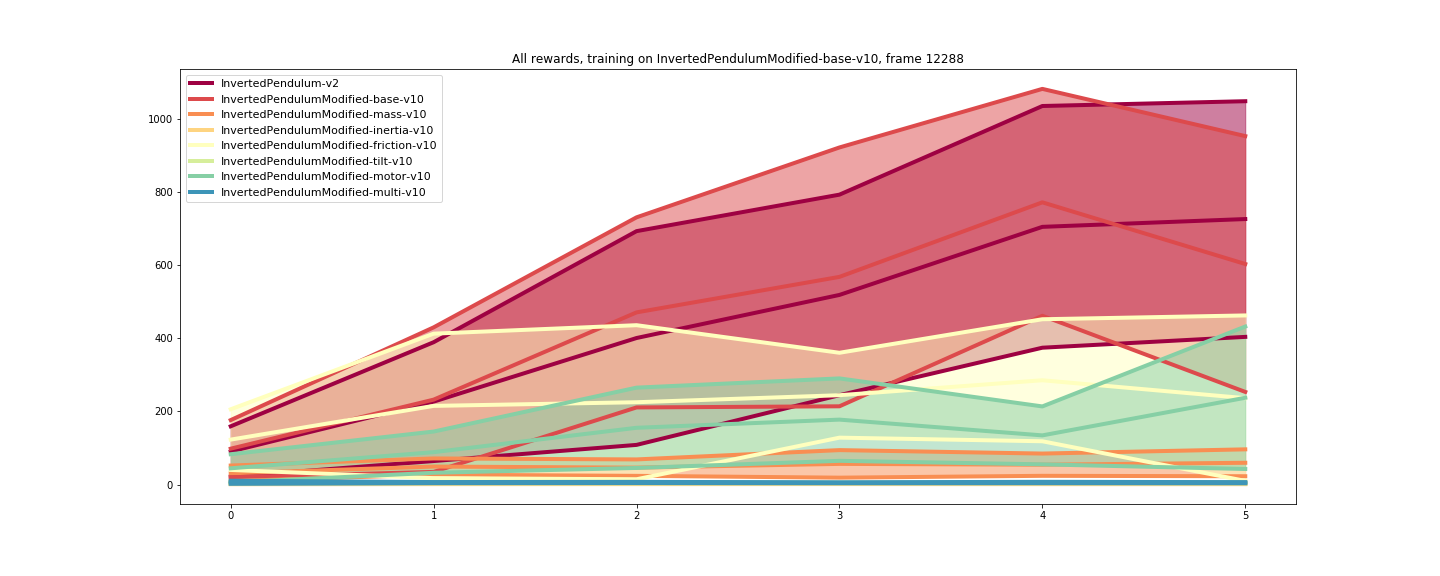 All rewards, training on InvertedPendulumModified-base-v10, frame 12288
InvertedPendulum-v2
InvertedPendulumModified-base-v10
InvertedPendulumModified-mass-v10
InvertedPendulumModified-inertia-v10
InvertedPendulumModified-friction-v10
InvertedPendulumModified-tilt-v10
InvertedPendulumModified-motor-v10
InvertedPendulumModified-multi-v10
1000
800
600
400
200
0
0 1 2 3 4 5